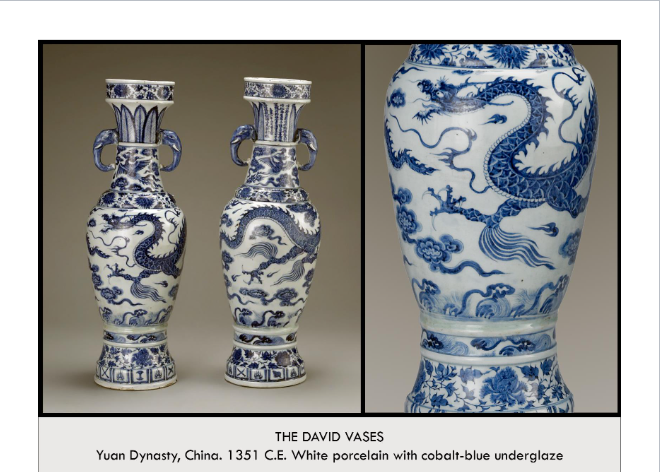 THE DAVID VASES
Yuan Dynasty, China. 1351 C.E. White porcelain with cobalt-blue underglaze